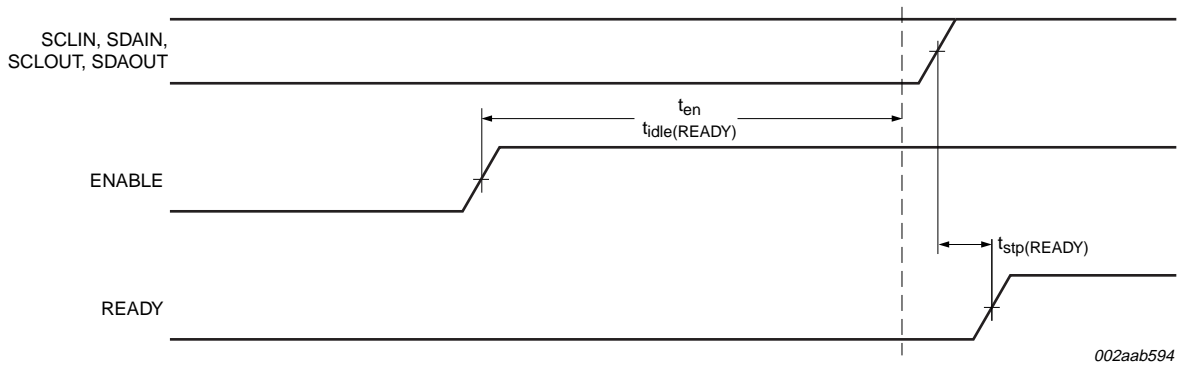 SCLIN, SDAIN,
SCLOUT, SDAOUT
ten
tidle(READY)
ENABLE
tstp(READY)
READY
002aab594